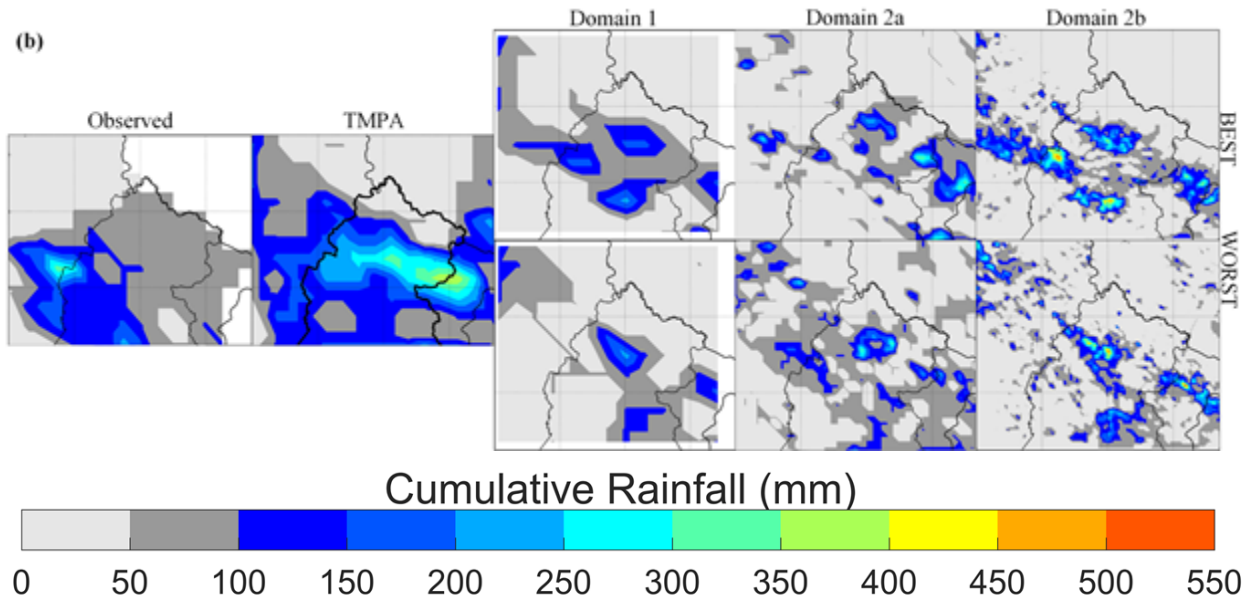 (b)
Domain 1 Domain 2a Domain 2b
Observed TMPA
BEST
WORST
Cumulative Rainfall (mm)
0 50 100 150 200 250 300 350 400 450 500 550